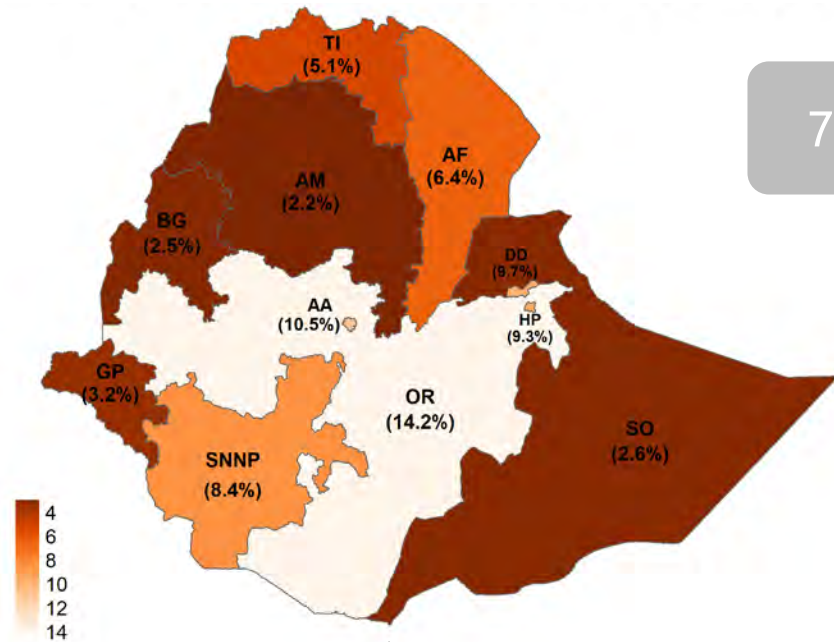 TI
(5.1%)
7
AF
(6.4%)
AM
(2.2%)
BG
(2.5%)
DD
(9.7%)
AA
(10.5%)
HP
(9.3%)
GP
(3.2%)
OR
(14.2%)
SO
(2.6%)
SNNP
(8.4%)
4
6
8
10
12
14